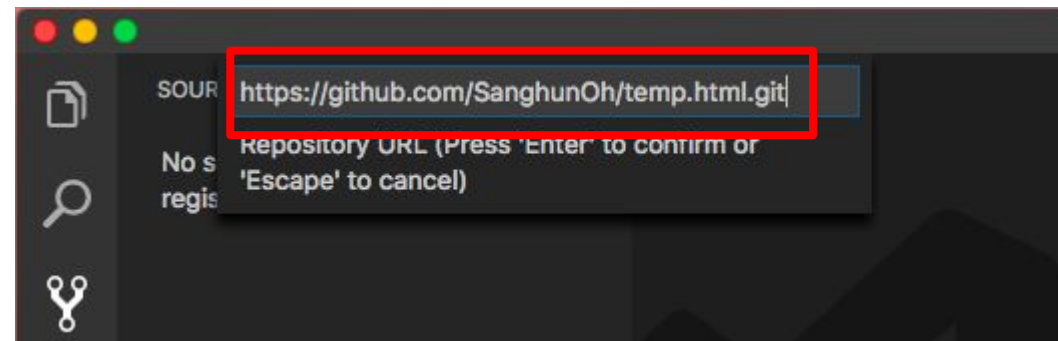 SOUR
https://github.com/SanghunOh/temp.html.git
No s
Repository URL (Press 'Enter' to confirm or
regis
'Escape' to cancel)